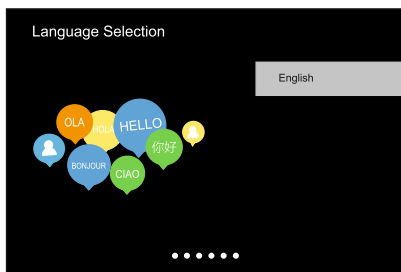 Language Selection
English
OLA
HOLA
HELLO
你好
BONJOUR
CIAO